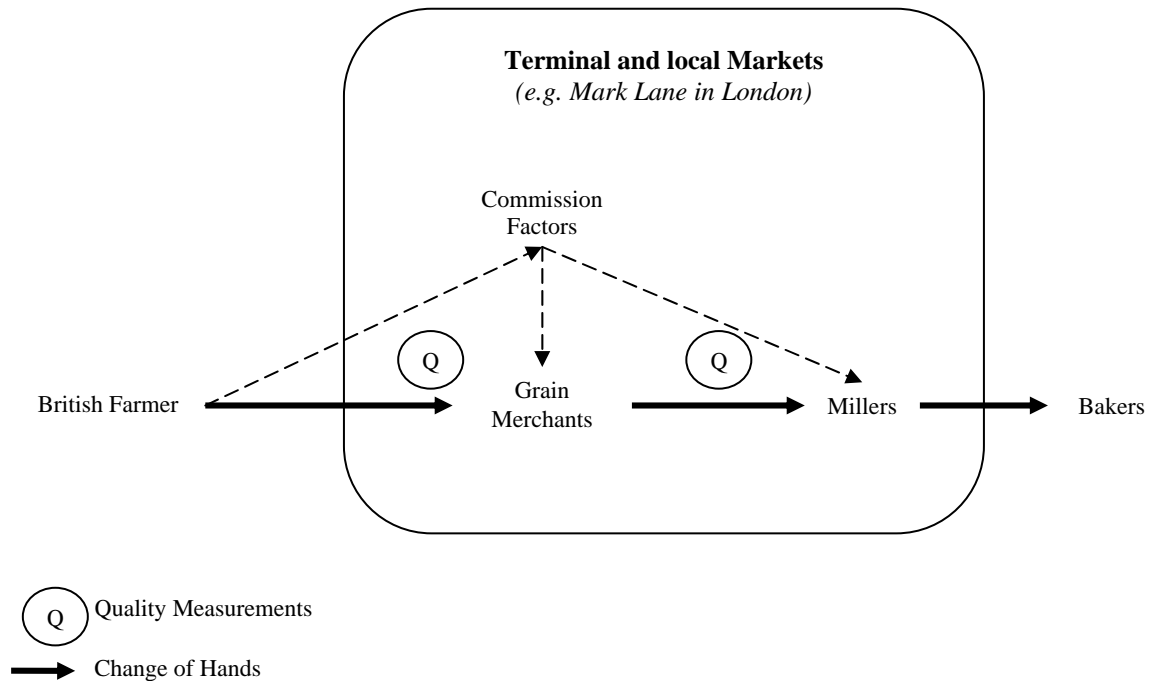 Terminal and local Markets
(e.g. Mark Lane in London)
Commission
Factors
Q
Q
British Farmer
Grain
Merchants
Millers
Bakers
Q
Quality Measurements
Change of Hands